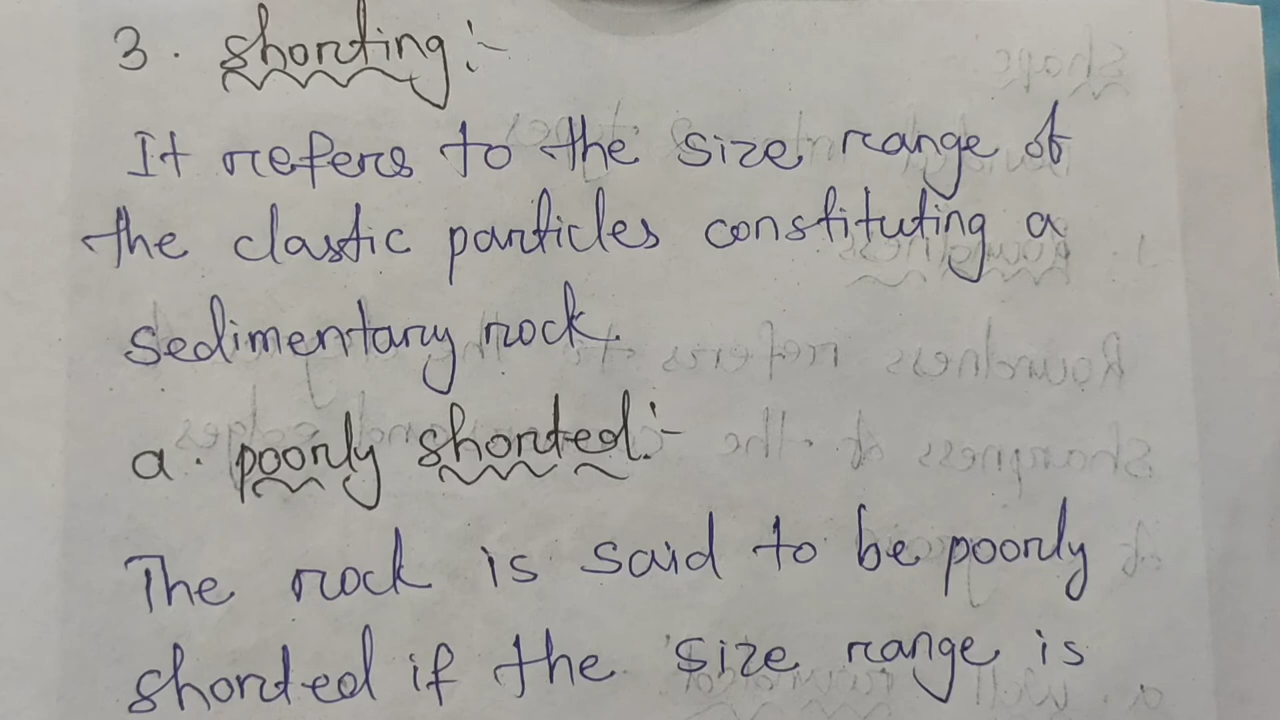 3. shorting:-
It refers to the size range of
the clastic particles constituting a
sedimentary rock.
a. poorly shorted:-
The rock is said to be poorly
shorted if the size range is